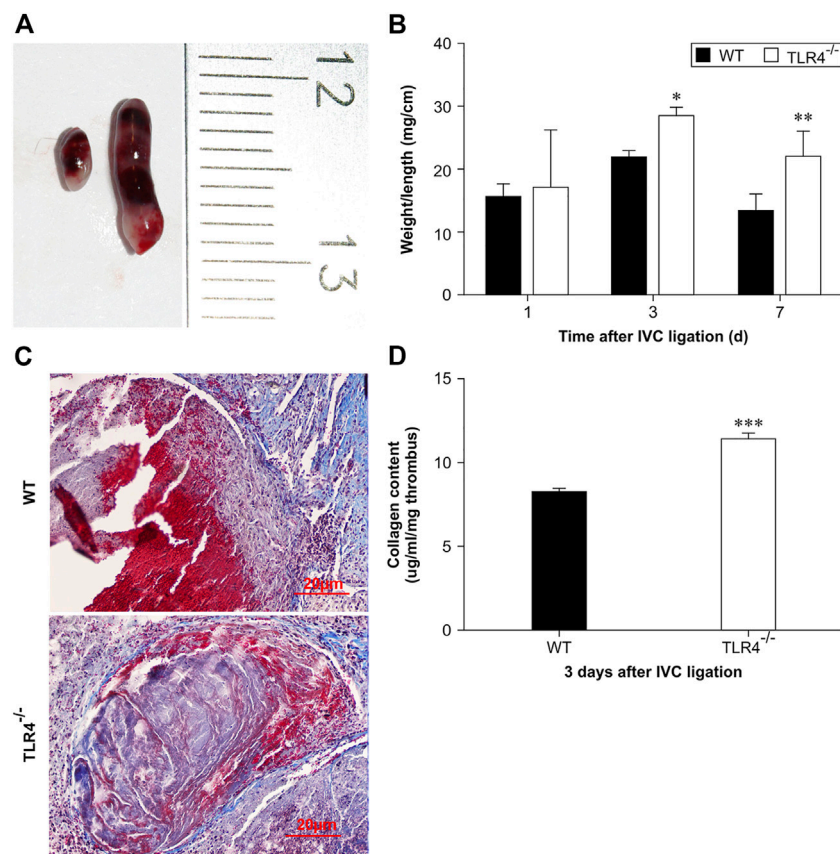 A
12
13
B
Weight/length (mg/cm)
40
30
20
10
0
WT
TLR4-/-
*
**
1
3
7
Time after IVC ligation (d)
C
WT
20μm
TLR4-/-
20μm
D
Collagen content
(ug/ml/mg thrombus)
15
10
5
0
***
WT
TLR4-/-
3 days after IVC ligation